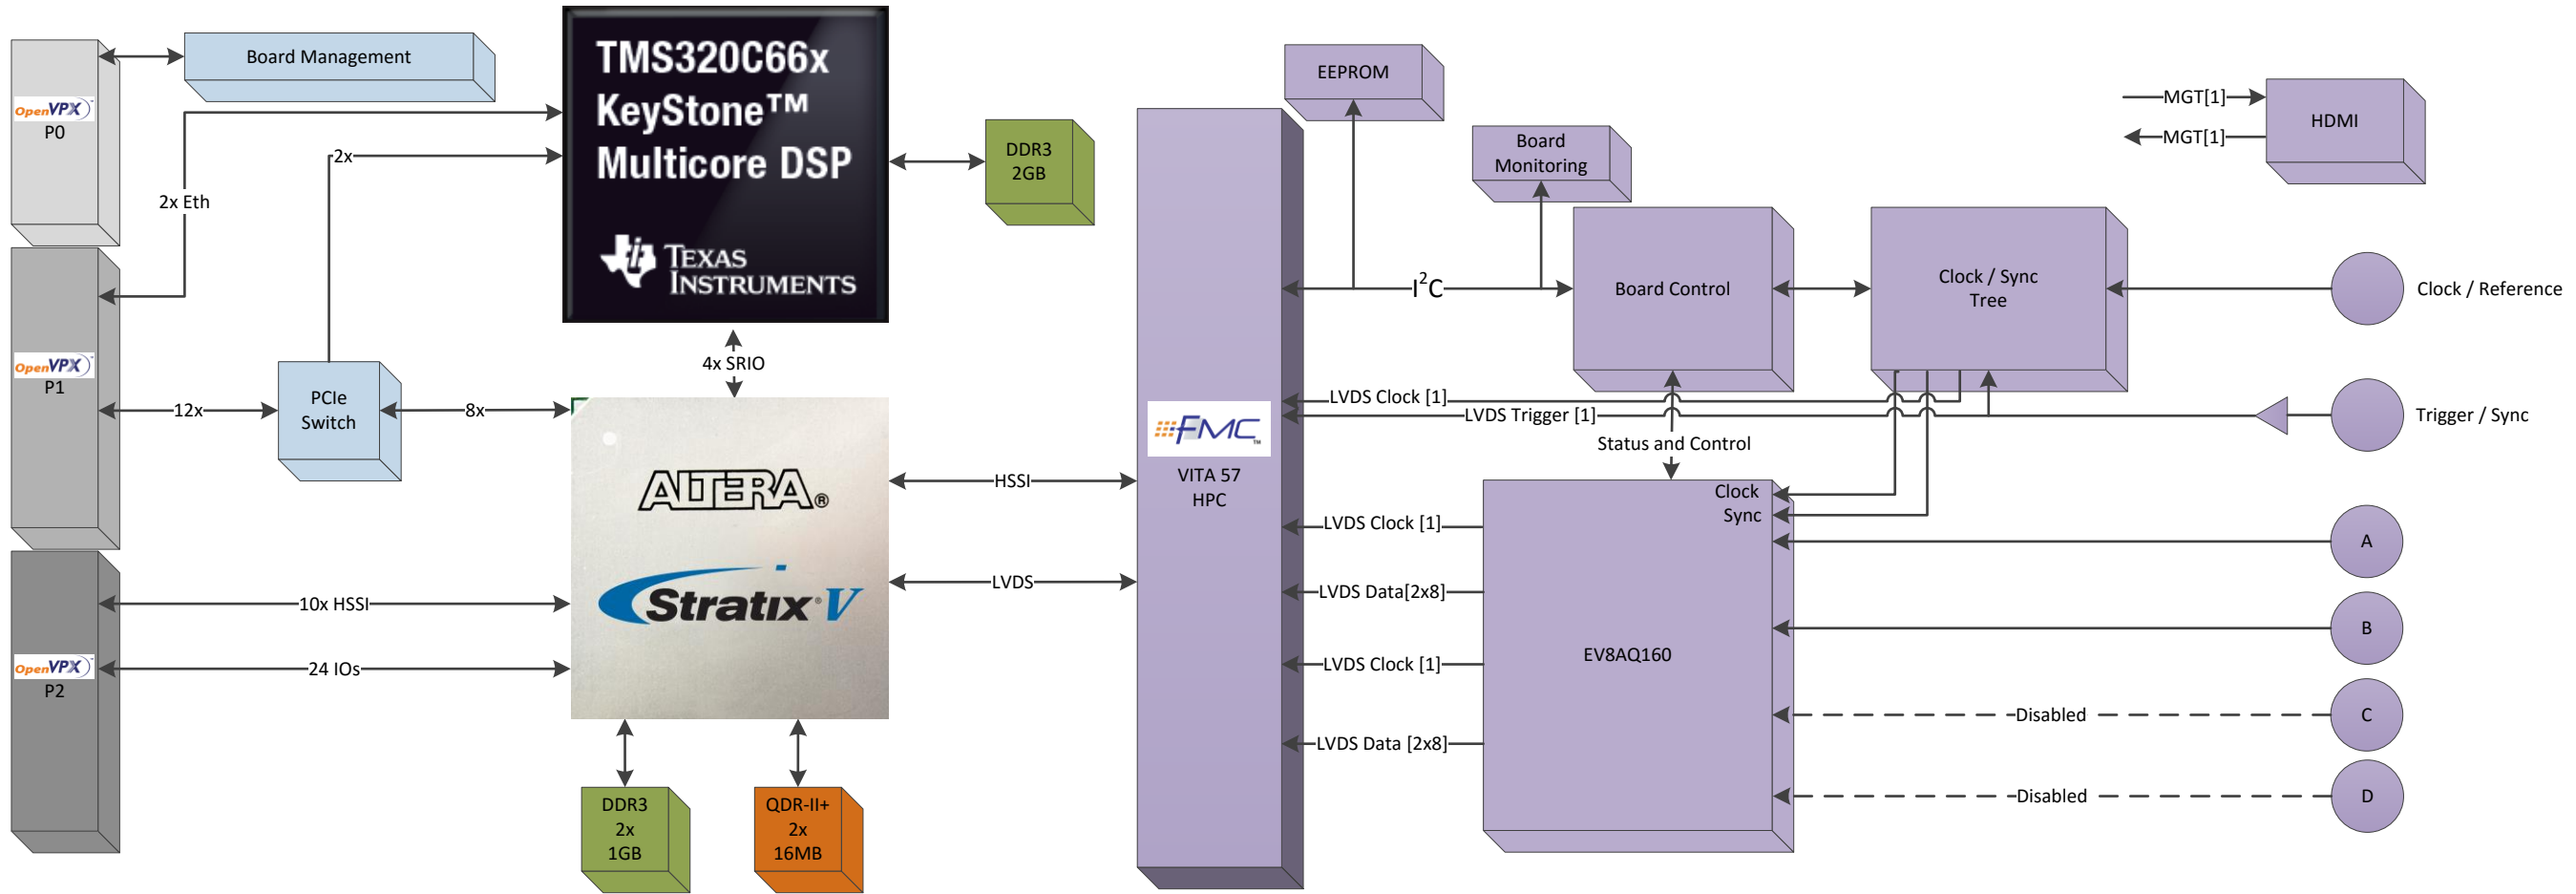 OpenVPX™
P0
Board Management
2x Eth
2x
TMS320C66x
KeyStone™
Multicore DSP
TEXAS
INSTRUMENTS
DDR3
2GB
OpenVPX™
P1
12x
PCIe
Switch
8x
4x SRIO
ALTERA®
Stratix® V
OpenVPX™
P2
10x HSSI
24 IOs
DDR3
2x
1GB
QDR-II+
2x
16MB
HSSI
LVDS
FMC™
VITA 57
HPC
EEPROM
Board
Monitoring
I²C
Board Control
Clock / Sync
Tree
MGT[1]
MGT[1]
HDMI
Clock / Reference
LVDS Clock [1]
LVDS Trigger [1]
Trigger / Sync
Status and Control
Clock
Sync
LVDS Clock [1]
LVDS Data[2x8]
LVDS Clock [1]
LVDS Data [2x8]
EV8AQ160
A
B
Disabled
C
Disabled
D